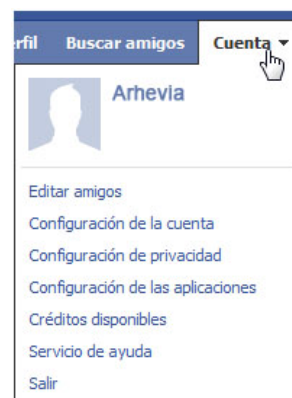 rfil Buscar amigos Cuenta
Arhevia
Editar amigos
Configuración de la cuenta
Configuración de privacidad
Configuración de las aplicaciones
Créditos disponibles
Servicio de ayuda
Salir